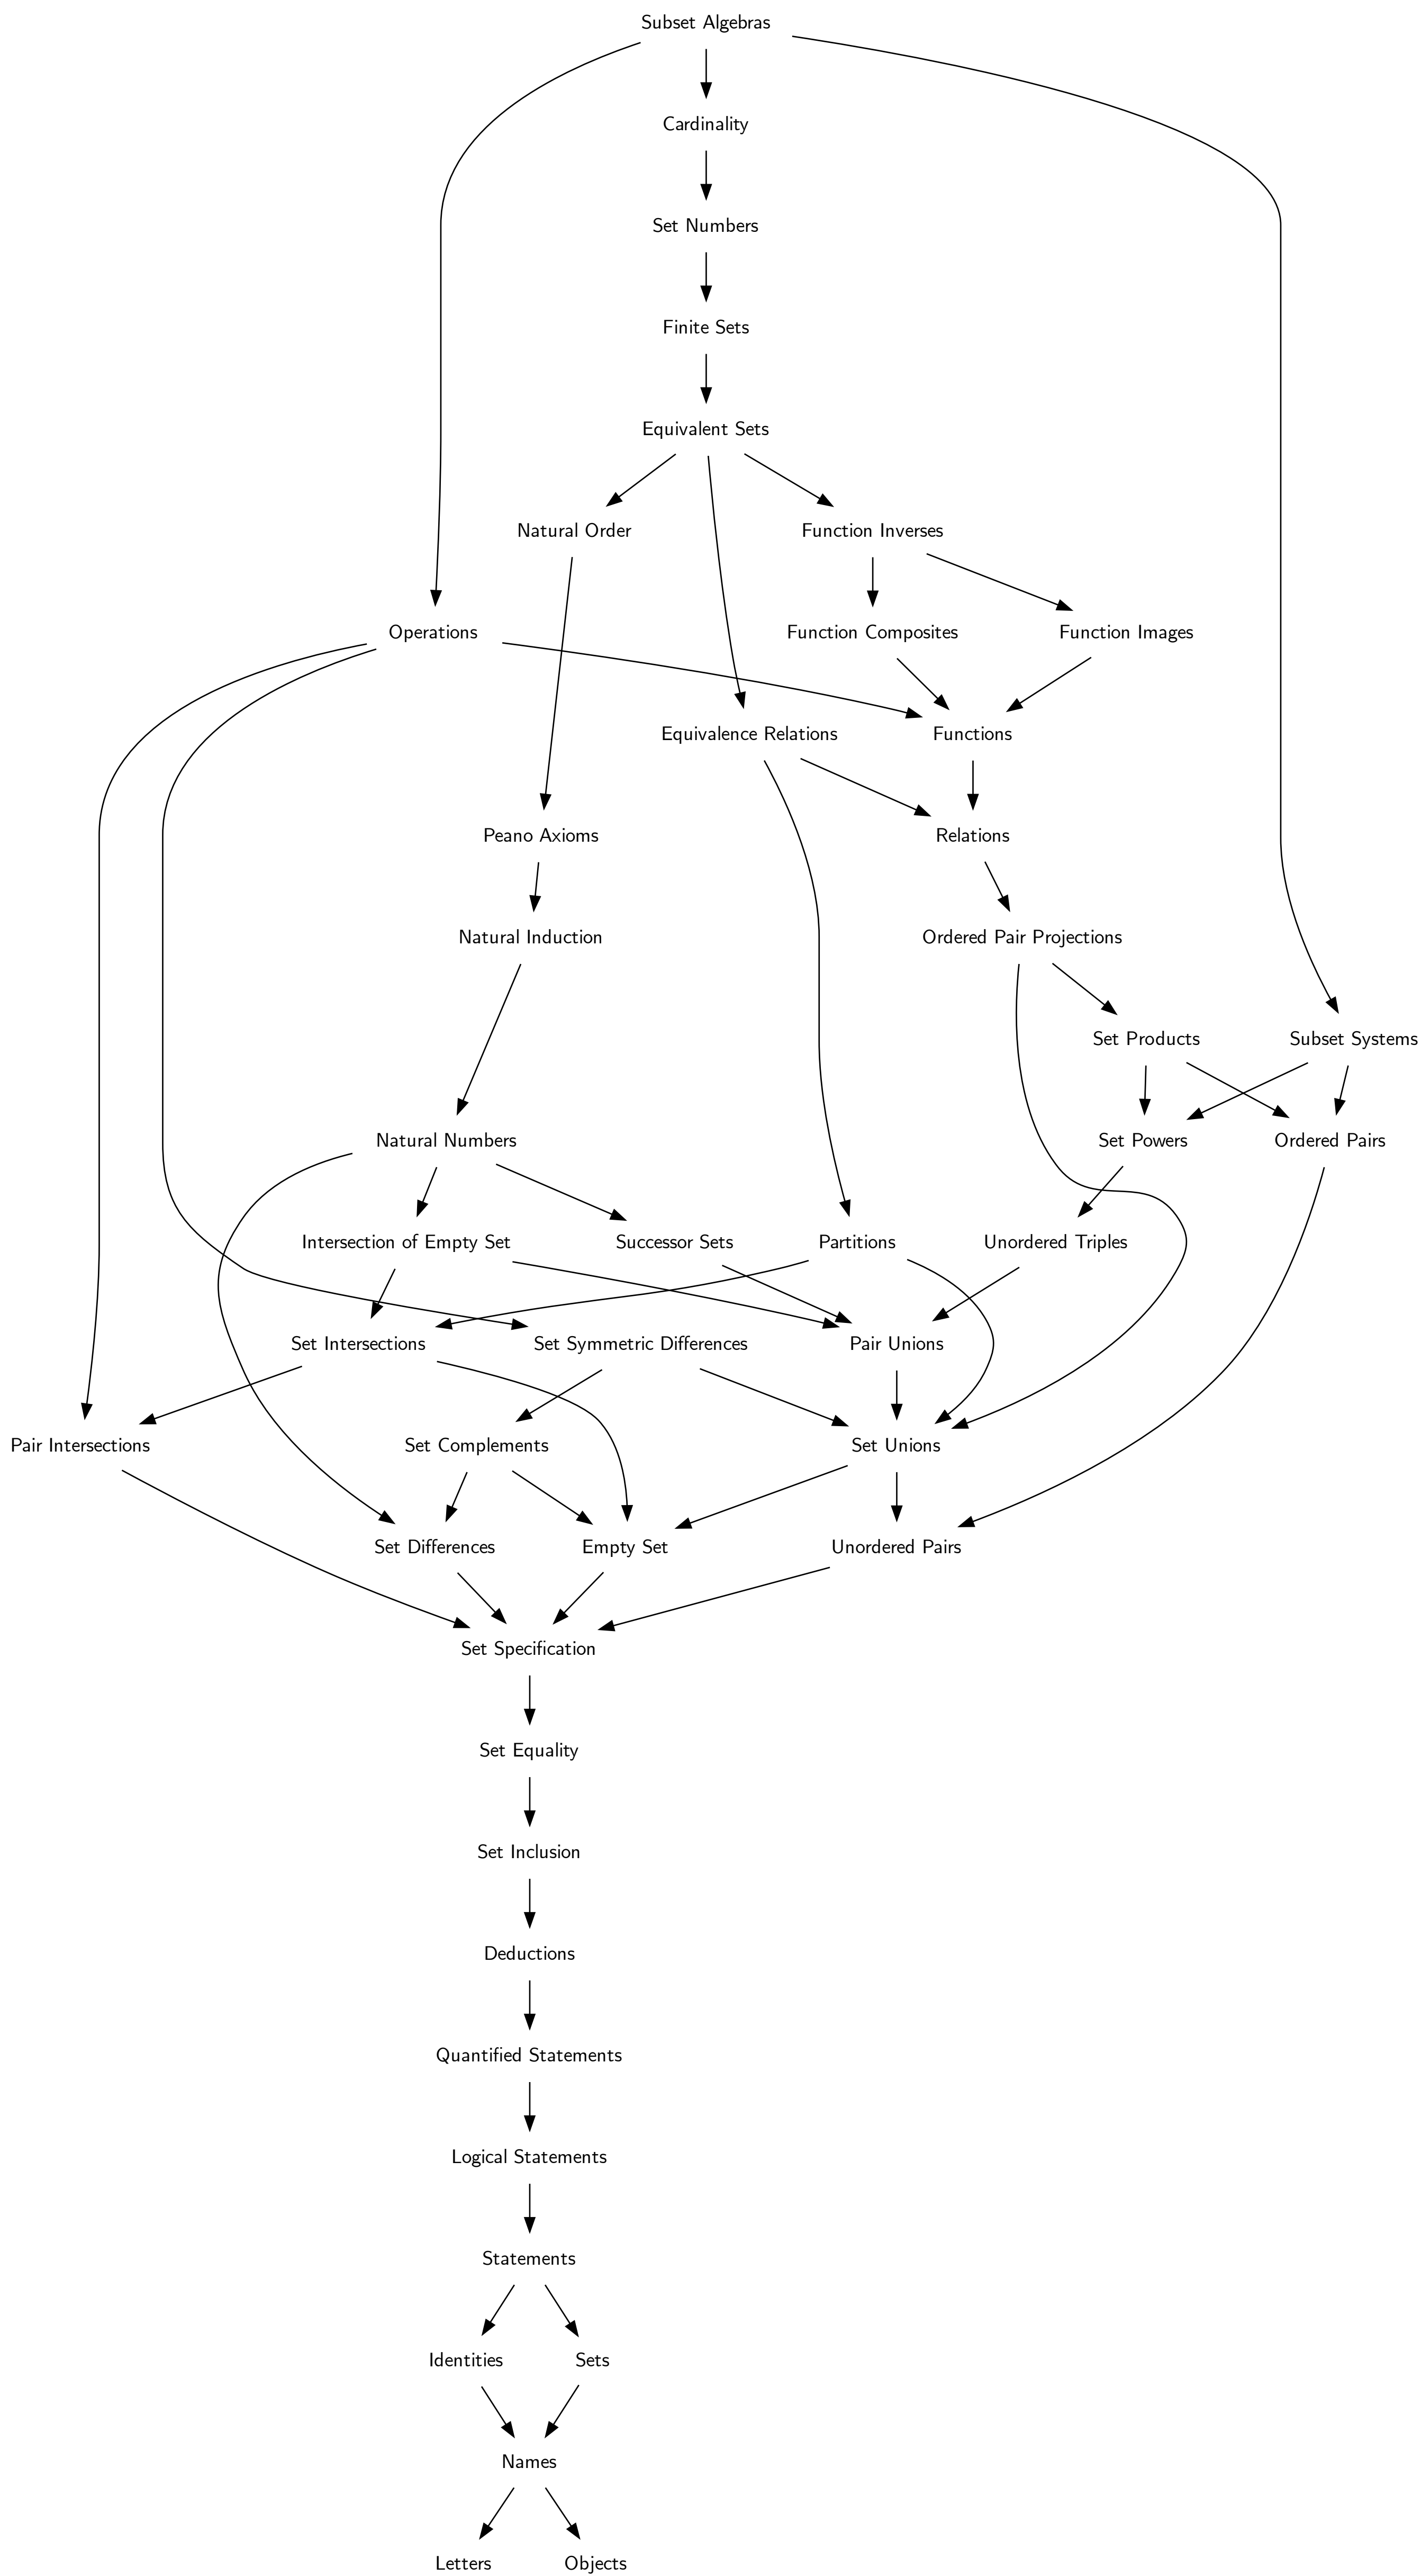 Subset Algebras
Cardinality
Set Numbers
Finite Sets
Equivalent Sets
Natural Order
Function Inverses
Operations
Function Composites
Function Images
Equivalence Relations
Functions
Peano Axioms
Relations
Natural Induction
Ordered Pair Projections
Set Products
Subset Systems
Natural Numbers
Set Powers
Ordered Pairs
Intersection of Empty Set
Successor Sets
Partitions
Unordered Triples
Set Intersections
Set Symmetric Differences
Pair Unions
Pair Intersections
Set Complements
Set Unions
Set Differences
Empty Set
Unordered Pairs
Set Specification
Set Equality
Set Inclusion
Deductions
Quantified Statements
Logical Statements
Statements
Identities
Sets
Names
Letters
Objects